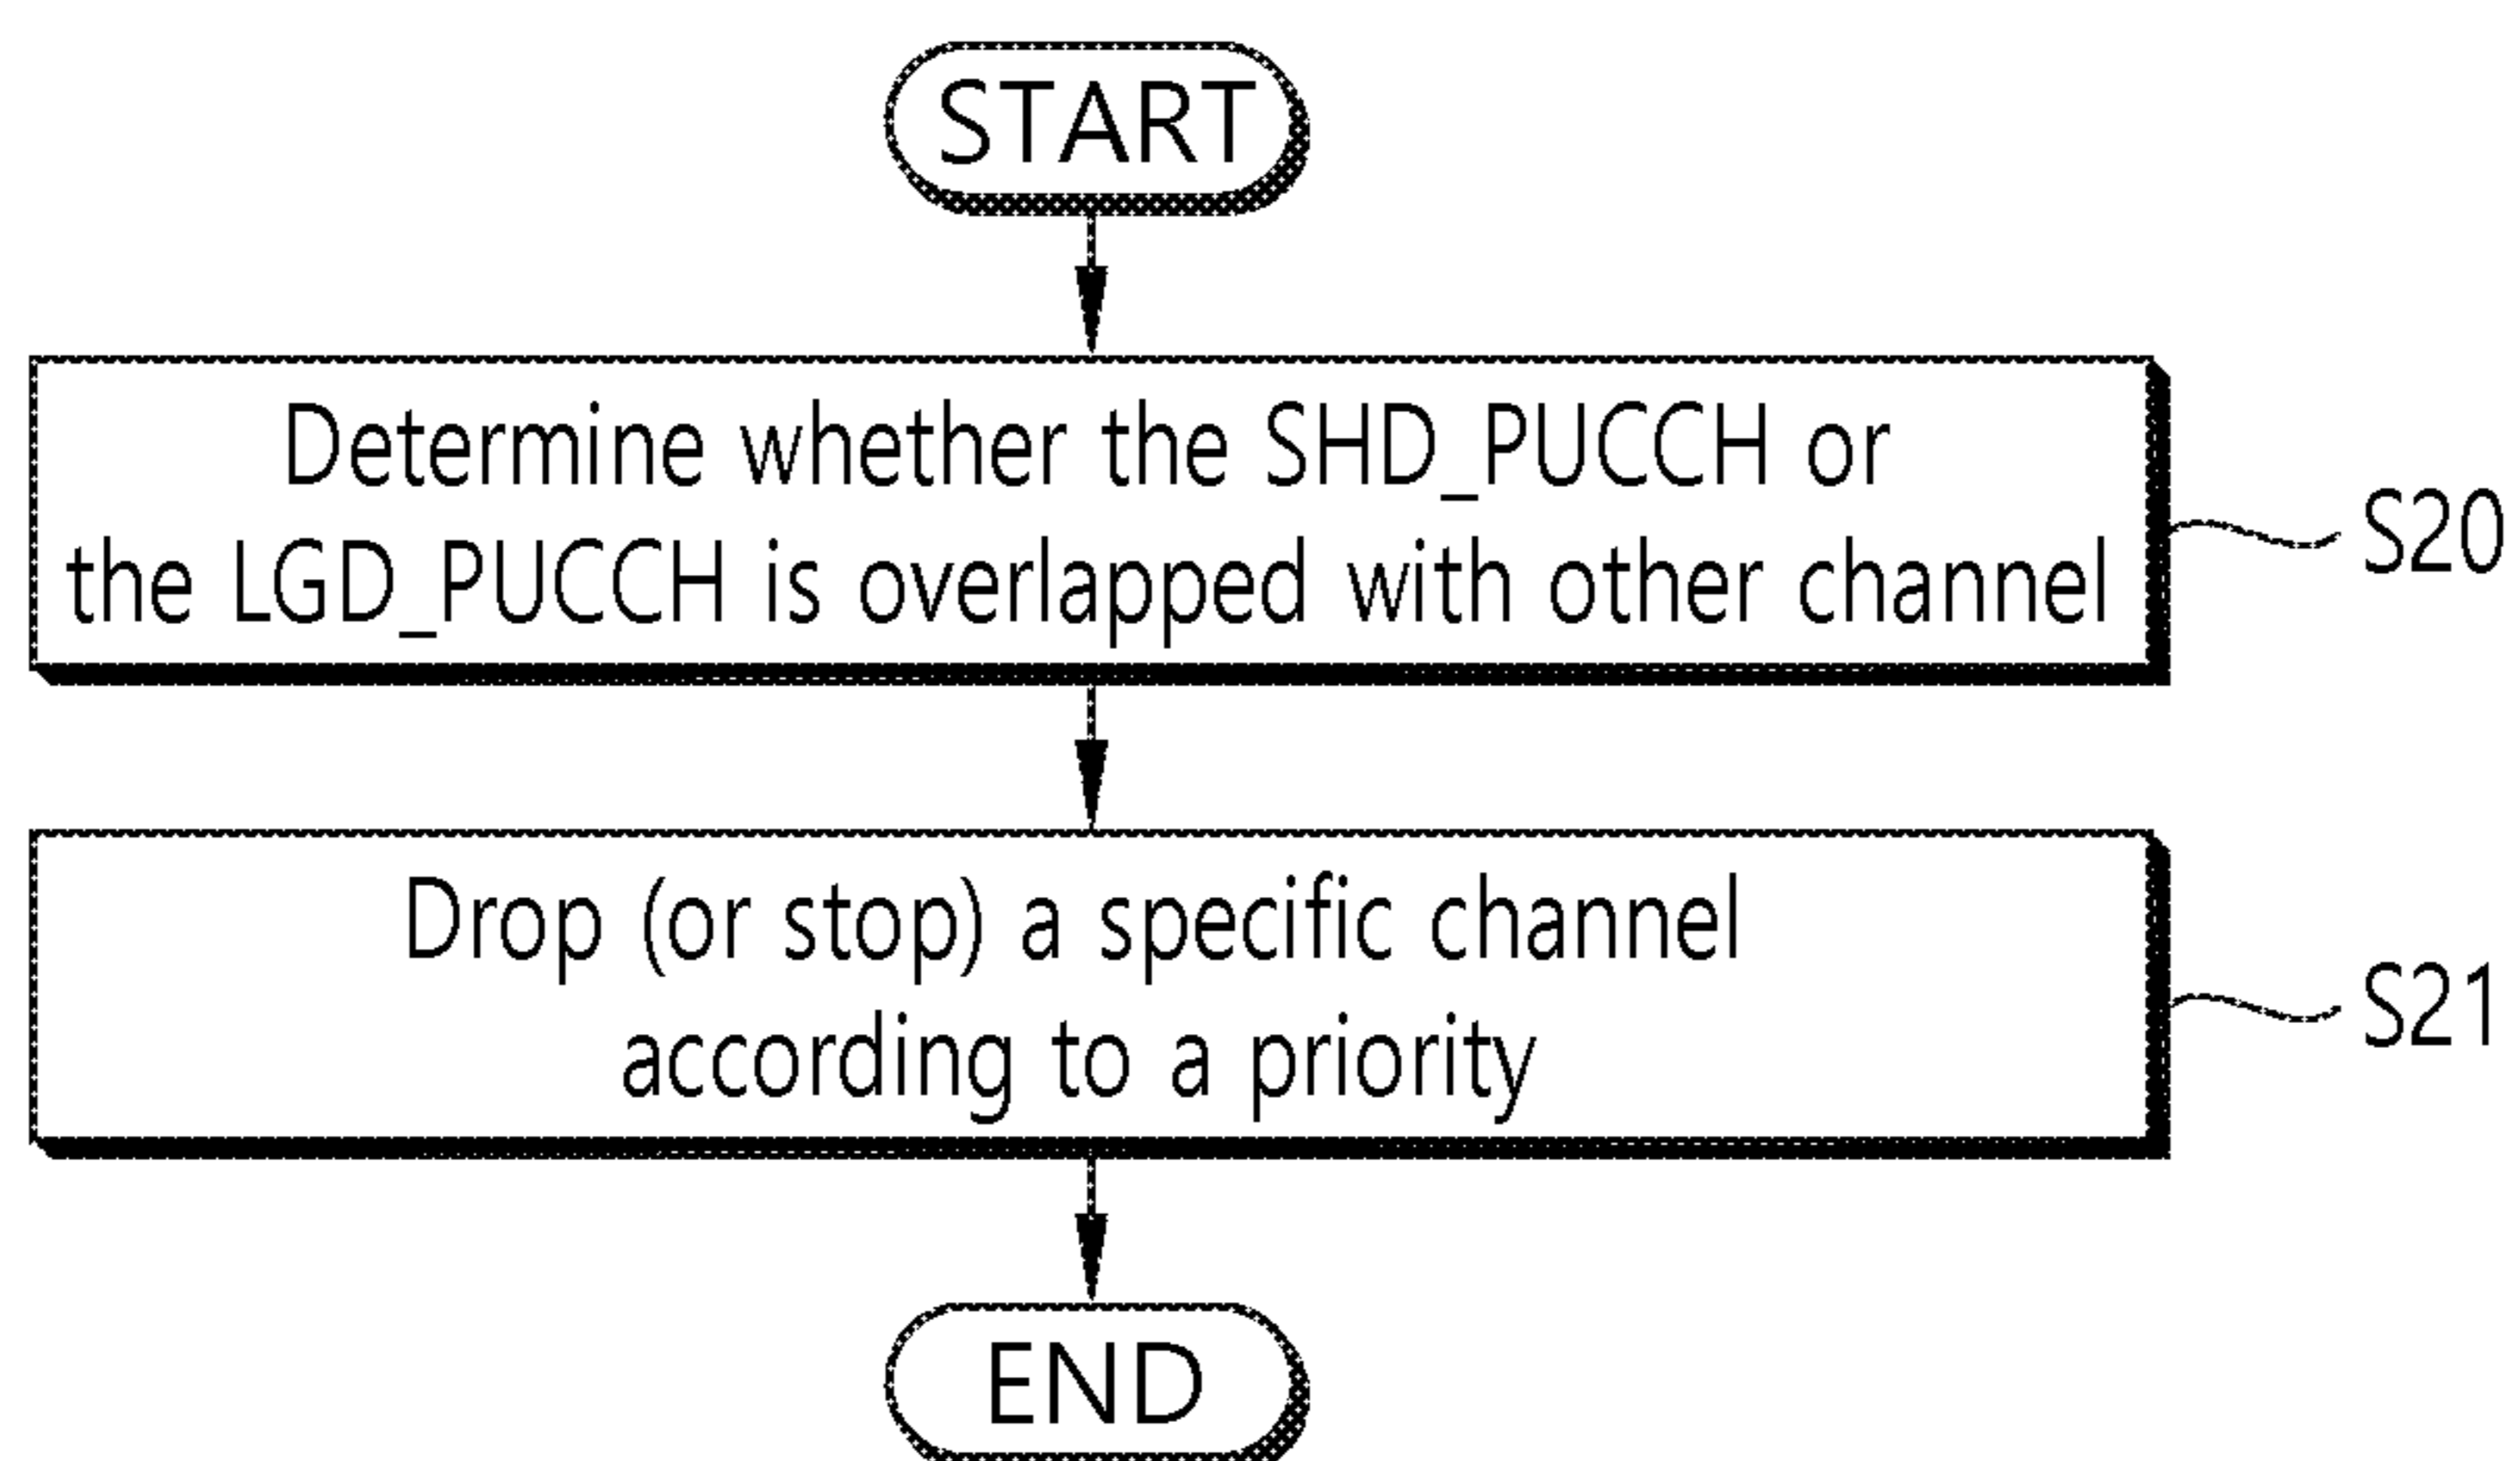 START
Determine whether the SHD_PUCCH or
the LGD_PUCCH is overlapped with other channel
S20
Drop (or stop) a specific channel
according to a priority
S21
END